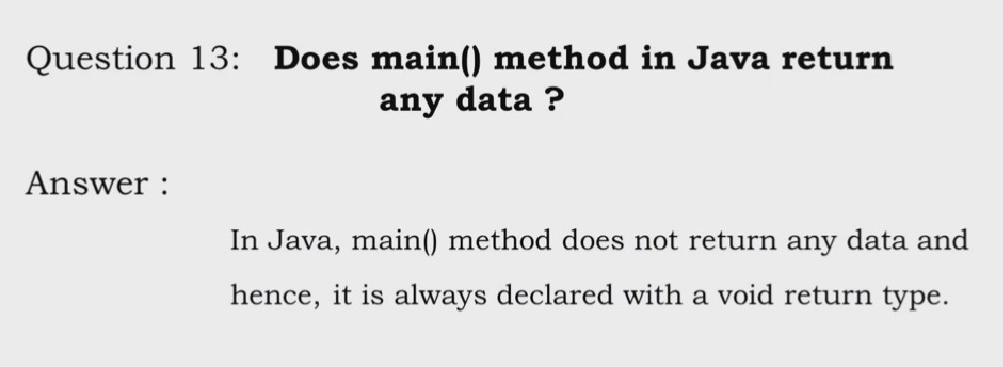 Question 13: Does main() method in Java return
any data ?
Answer :
In Java, main() method does not return any data and
hence, it is always declared with a void return type.